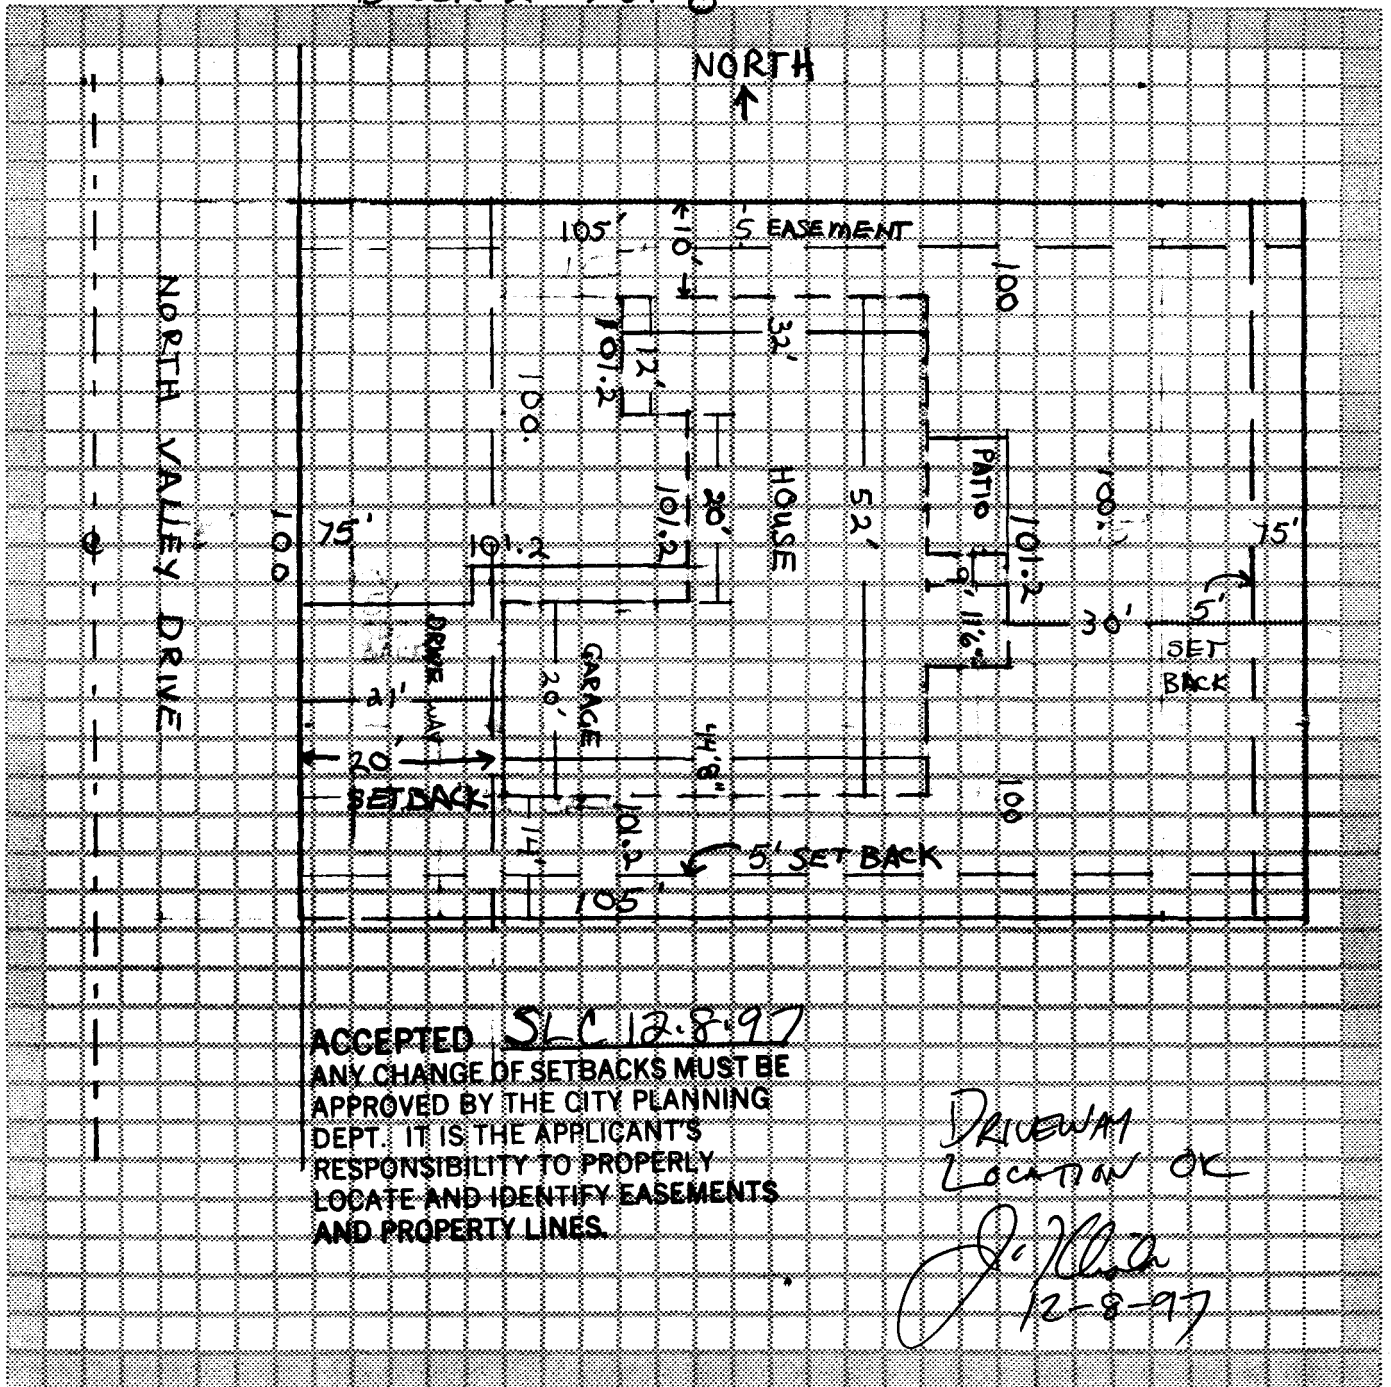 NORTH
105'
10'
5' EASEMENT
100
32'
12'
101.2
100.
NORTH VALLEY DRIVE
HOUSE
PATIO
52'
20'
101.2
101.2
100.
75'
100
75'
101.2
9'
11'6"
30'
5'
SET
BACK
DRIVE WAY
GARAGE
20'
21'
44'8"
20'
SETBACK
100
14'
101.2
5' SET BACK
105'
ACCEPTED SLC 12.8.97
ANY CHANGE OF SETBACKS MUST BE
APPROVED BY THE CITY PLANNING
DEPT. IT IS THE APPLICANT'S
RESPONSIBILITY TO PROPERLY
LOCATE AND IDENTIFY EASEMENTS
AND PROPERTY LINES.
DRIVEWAY
LOCATION OK
12-8-97